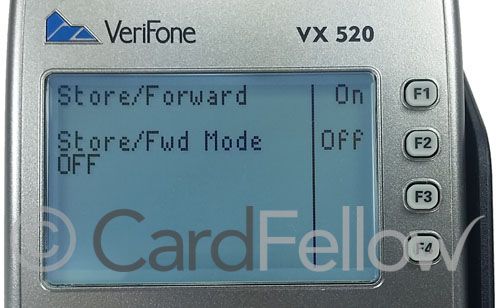 VeriFone VX 520
Store/Forward On F1
Store/Fwd Mode Off F2
OFF
F3
F4
© CardFellow